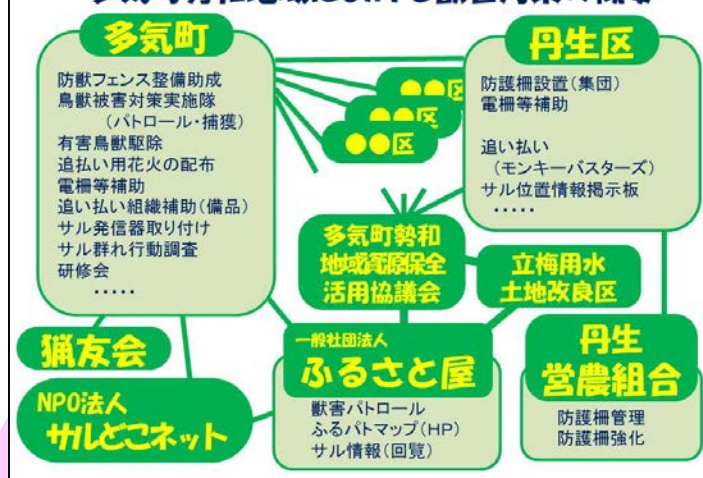 多気町
防獣フェンス整備助成
鳥獣被害対策実施隊
（パトロール・捕獲）
有害鳥獣駆除
追払い用花火の配布
電柵等補助
追い払い組織補助（備品）
サル発信器取り付け
サル群れ行動調査
研修会
‥‥‥
丹生区
防護柵設置（集団）
電柵等補助
追い払い
（モンキーバスターズ）
サル位置情報掲示板
‥‥‥
●●区
●●区
●●区
多気町勢和
地域資源保全
活用協議会
立梅用水
土地改良区
猟友会
NPO法人
サルどこネット
一般社団法人
ふるさと屋
獣害パトロール
ふるパトマップ（HP）
サル情報（回覧）
丹生
営農組合
防護柵管理
防護柵強化